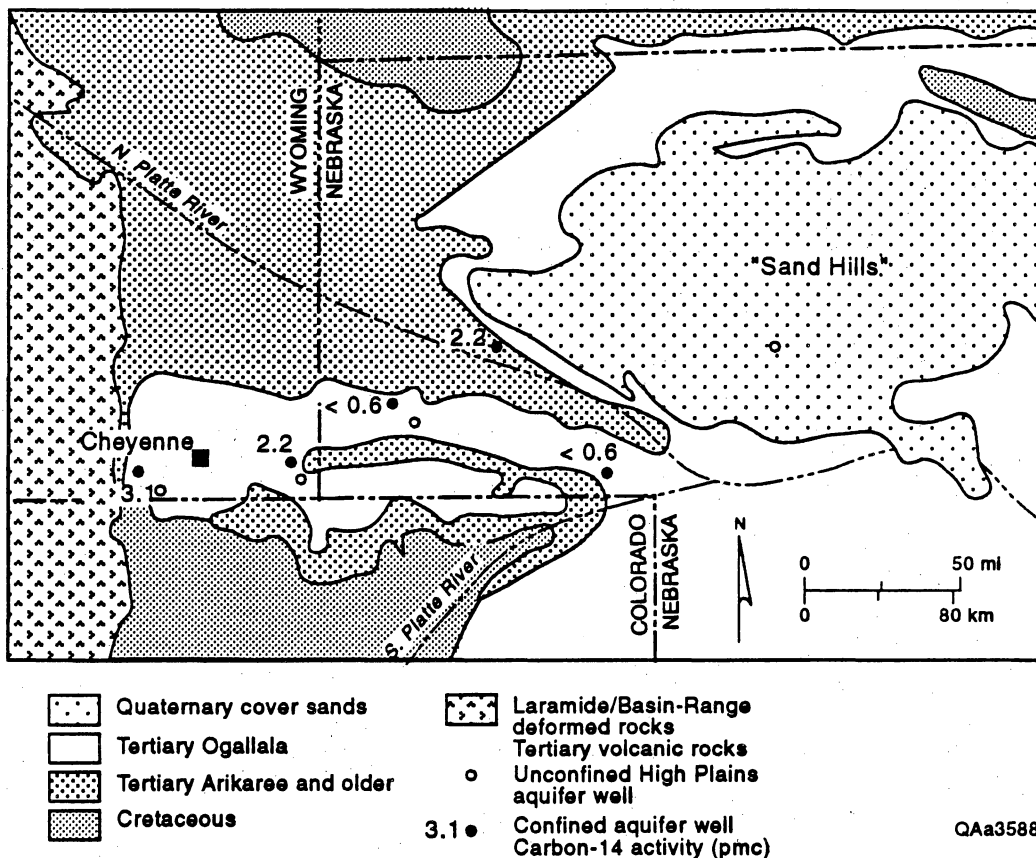 WYOMING
NEBRASKA
N. Platte River
"Sand Hills"
2.2
< 0.6
Cheyenne
2.2
< 0.6
3.1
S. Platte River
COLORADO
NEBRASKA
N
0 50 mi
0 80 km
Quaternary cover sands
Tertiary Ogallala
Tertiary Arikaree and older
Cretaceous
Laramide/Basin-Range
deformed rocks
Tertiary volcanic rocks
Unconfined High Plains
aquifer well
3.1 Confined aquifer well
Carbon-14 activity (pmc)
QAa3588